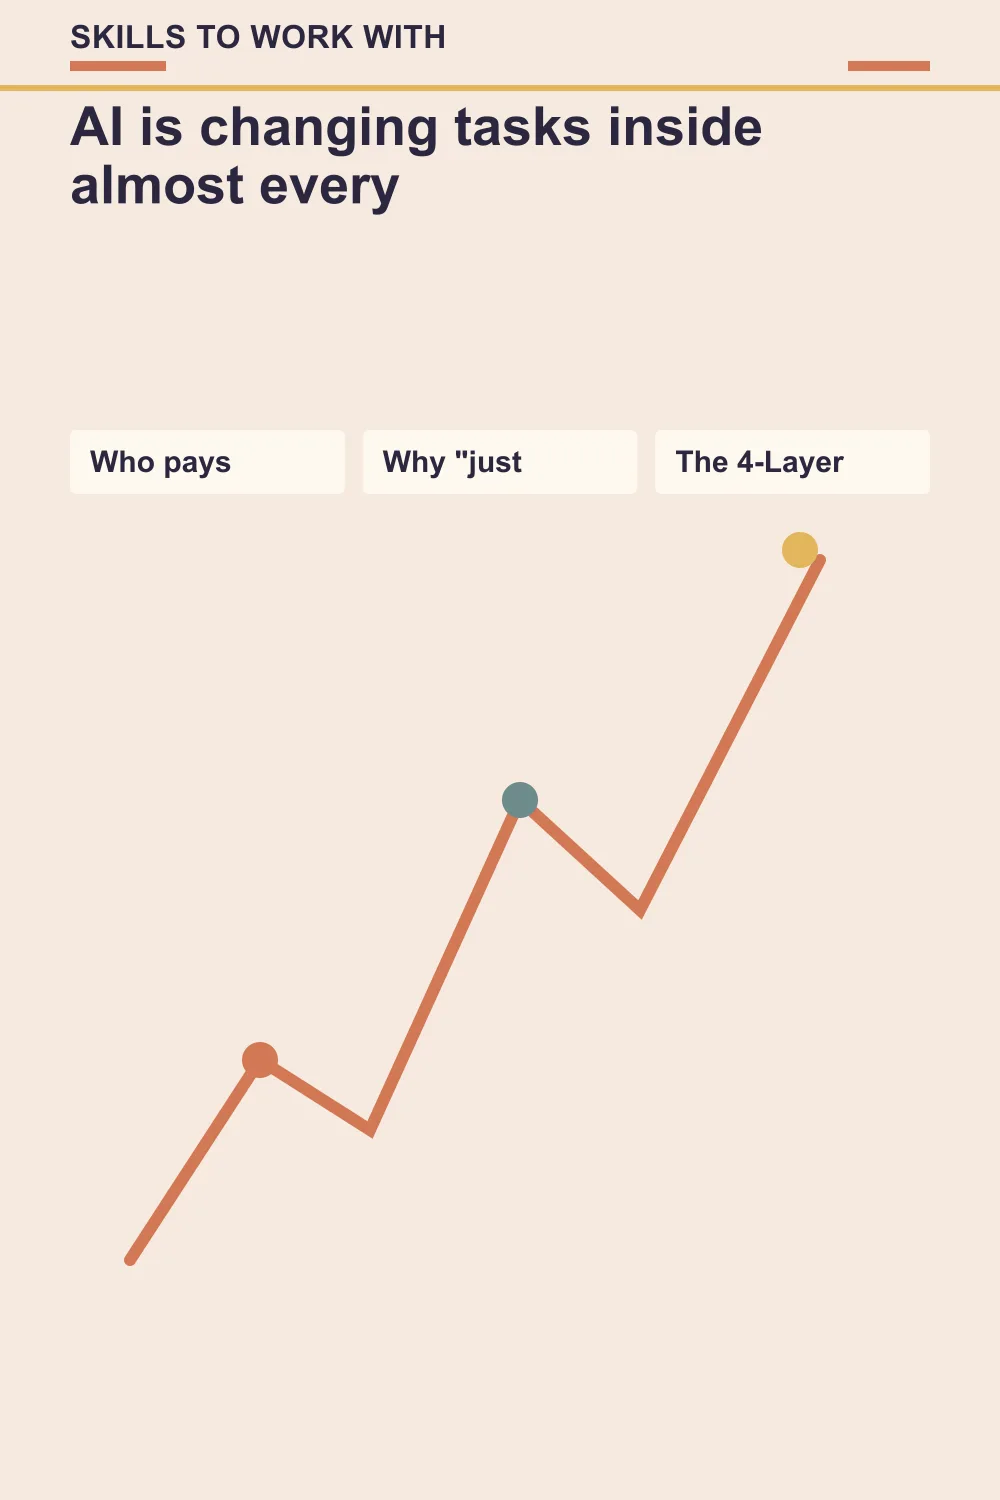 SKILLS TO WORK WITH
AI is changing tasks inside
almost every
Who pays
Why "just
The 4-Layer